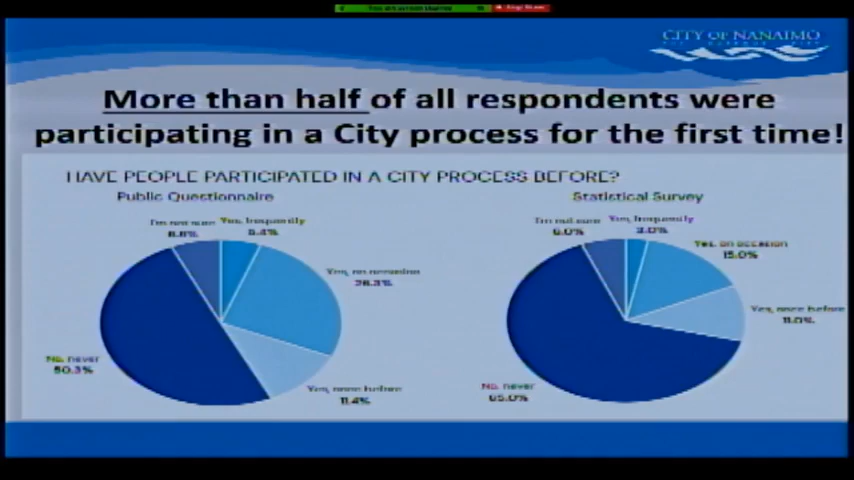 CITY OF NANAIMO
More than half of all respondents were
participating in a City process for the first time!
HAVE PEOPLE PARTICIPATED IN A CITY PROCESS BEFORE?
Public Questionnaire
I'm not sure
Yes, frequently
5.4%
Yes, on occasion
26.3%
No, never
50.3%
Yes, once before
11.4%
Statistical Survey
I'm not sure
6.0%
Yes, frequently
3.0%
Yes, on occasion
15.0%
Yes, once before
11.0%
No, never
65.0%